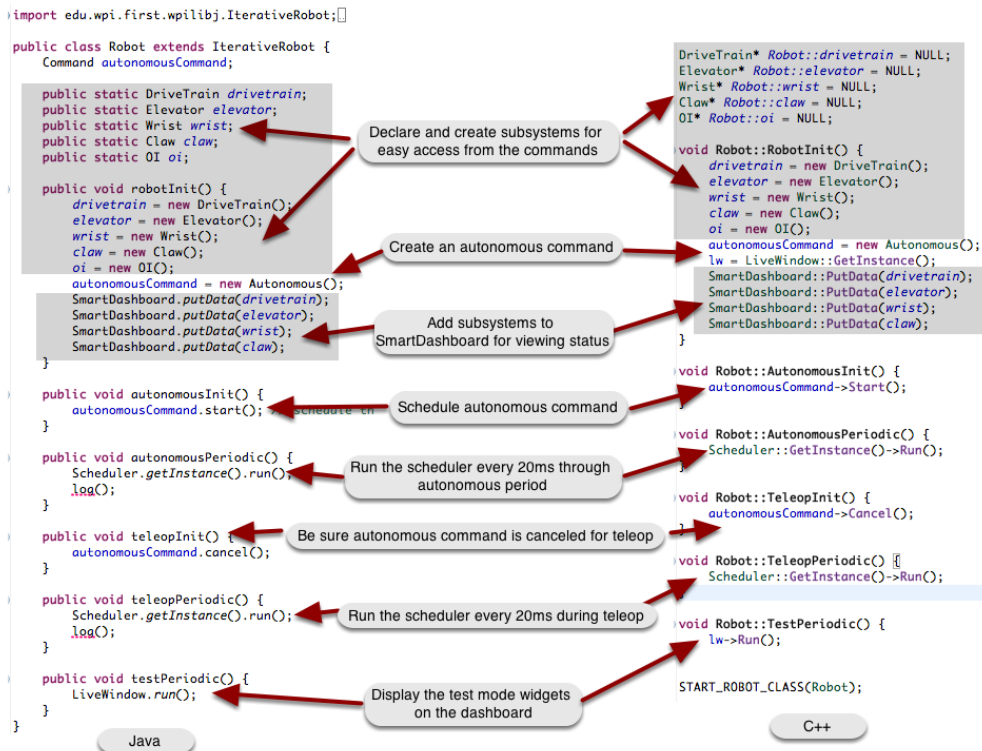 import edu.wpi.first.wpilibj.IterativeRobot;
public class Robot extends IterativeRobot {
Command autonomousCommand;
public static DriveTrain drivetrain;
public static Elevator elevator;
public static Wrist wrist;
public static Claw claw;
public static OI oi;
public void robotInit() {
drivetrain = new DriveTrain();
elevator = new Elevator();
wrist = new Wrist();
claw = new Claw();
oi = new OI();
autonomousCommand = new Autonomous();
SmartDashboard.putData(drivetrain);
SmartDashboard.putData(elevator);
SmartDashboard.putData(wrist);
SmartDashboard.putData(claw);
}
public void autonomousInit() {
autonomousCommand.start(); schedule th
}
public void autonomousPeriodic() {
Scheduler.getInstance().run();
log();
}
public void teleopInit() {
autonomousCommand.cancel();
}
public void teleopPeriodic() {
Scheduler.getInstance().run();
log();
}
public void testPeriodic() {
LiveWindow.run();
}
}
Java
Declare and create subsystems for
easy access from the commands
Create an autonomous command
Add subsystems to
SmartDashboard for viewing status
Schedule autonomous command
Run the scheduler every 20ms through
autonomous period
Be sure autonomous command is canceled for teleop
Run the scheduler every 20ms during teleop
Display the test mode widgets
on the dashboard
DriveTrain* Robot::drivetrain = NULL;
Elevator* Robot::elevator = NULL;
Wrist* Robot::wrist = NULL;
Claw* Robot::claw = NULL;
OI* Robot::oi = NULL;
void Robot::RobotInit() {
drivetrain = new DriveTrain();
elevator = new Elevator();
wrist = new Wrist();
claw = new Claw();
oi = new OI();
autonomousCommand = new Autonomous();
lw = LiveWindow::GetInstance();
SmartDashboard::PutData(drivetrain);
SmartDashboard::PutData(elevator);
SmartDashboard::PutData(wrist);
SmartDashboard::PutData(claw);
}
void Robot::AutonomousInit() {
autonomousCommand->Start();
}
void Robot::AutonomousPeriodic() {
Scheduler::GetInstance()->Run();
}
void Robot::TeleopInit() {
autonomousCommand->Cancel();
}
void Robot::TeleopPeriodic() {
Scheduler::GetInstance()->Run();
}
void Robot::TestPeriodic() {
lw->Run();
START_ROBOT_CLASS(Robot);
C++